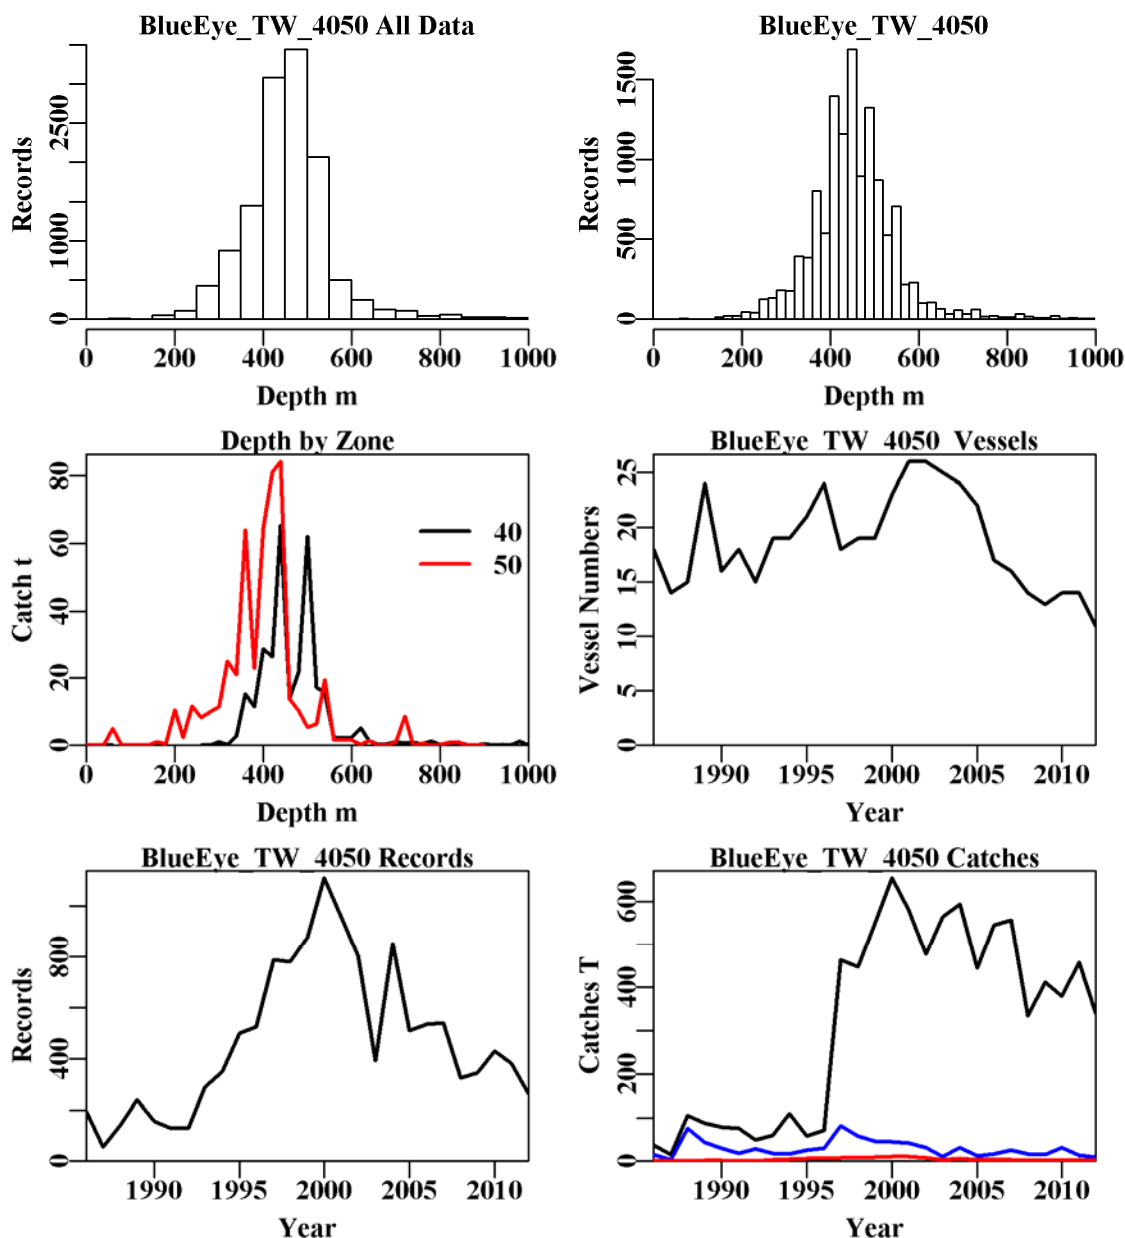 BlueEye_TW_4050 All Data
Records
0
1000
2500
0 200 400 600 800 1000
Depth m
BlueEye_TW_4050
Records
0
500
1000
1500
0 200 400 600 800 1000
Depth m
Depth by Zone
Catch t
0
20
40
60
80
40
50
0 200 400 600 800 1000
Depth m
BlueEye_TW_4050_Vessels
Vessel Numbers
0
5
10
15
20
25
1990 1995 2000 2005 2010
Year
BlueEye_TW_4050 Records
Records
0
400
800
1990 1995 2000 2005 2010
Year
BlueEye_TW_4050 Catches
Catches T
0
200
400
600
1990 1995 2000 2005 2010
Year